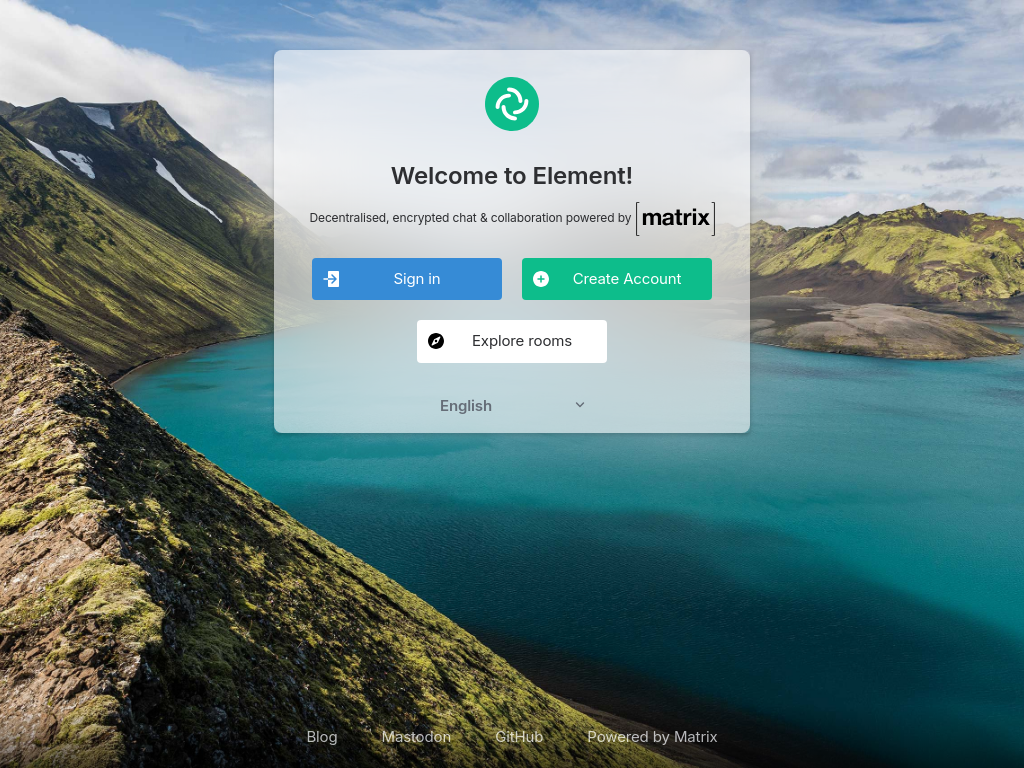 Welcome to Element!
Decentralised, encrypted chat & collaboration powered by [matrix]
Sign in
Create Account
Explore rooms
English
Blog
Mastodon
GitHub
Powered by Matrix